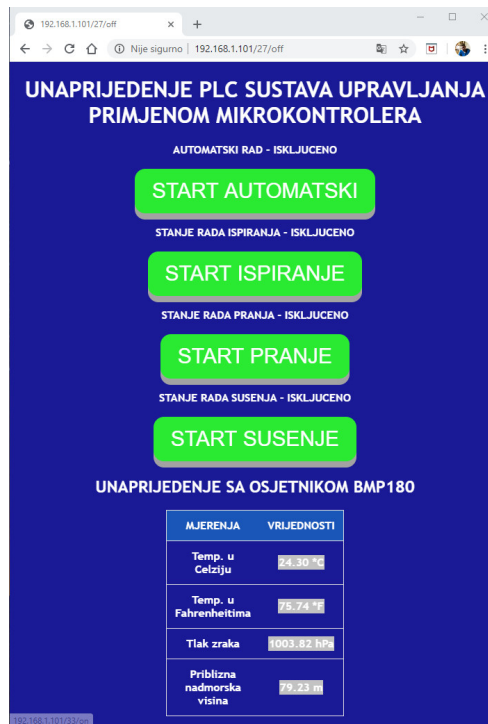 192.168.1.101/27/off
Nije sigurno | 192.168.1.101/27/off
UNAPRIJEDENJE PLC SUSTAVA UPRAVLJANJA
PRIMJENOM MIKROKONTROLERA
AUTOMATSKI RAD - ISKLJUCENO
START AUTOMATSKI
STANJE RADA ISPIRANJA - ISKLJUCENO
START ISPIRANJE
STANJE RADA PRANJA - ISKLJUCENO
START PRANJE
STANJE RADA SUSENJA - ISKLJUCENO
START SUSENJE
UNAPRIJEDENJE SA OSJETNIKOM BMP180
MJERENJA VRIJEDNOSTI
Temp. u
Celziju 24.30 °C
Temp. u
Fahrenheitima 75.74 °F
Tlak zraka 1003.82 hPa
Priblizna
nadmorska
visina 79.23 m
192.168.1.101/33/on